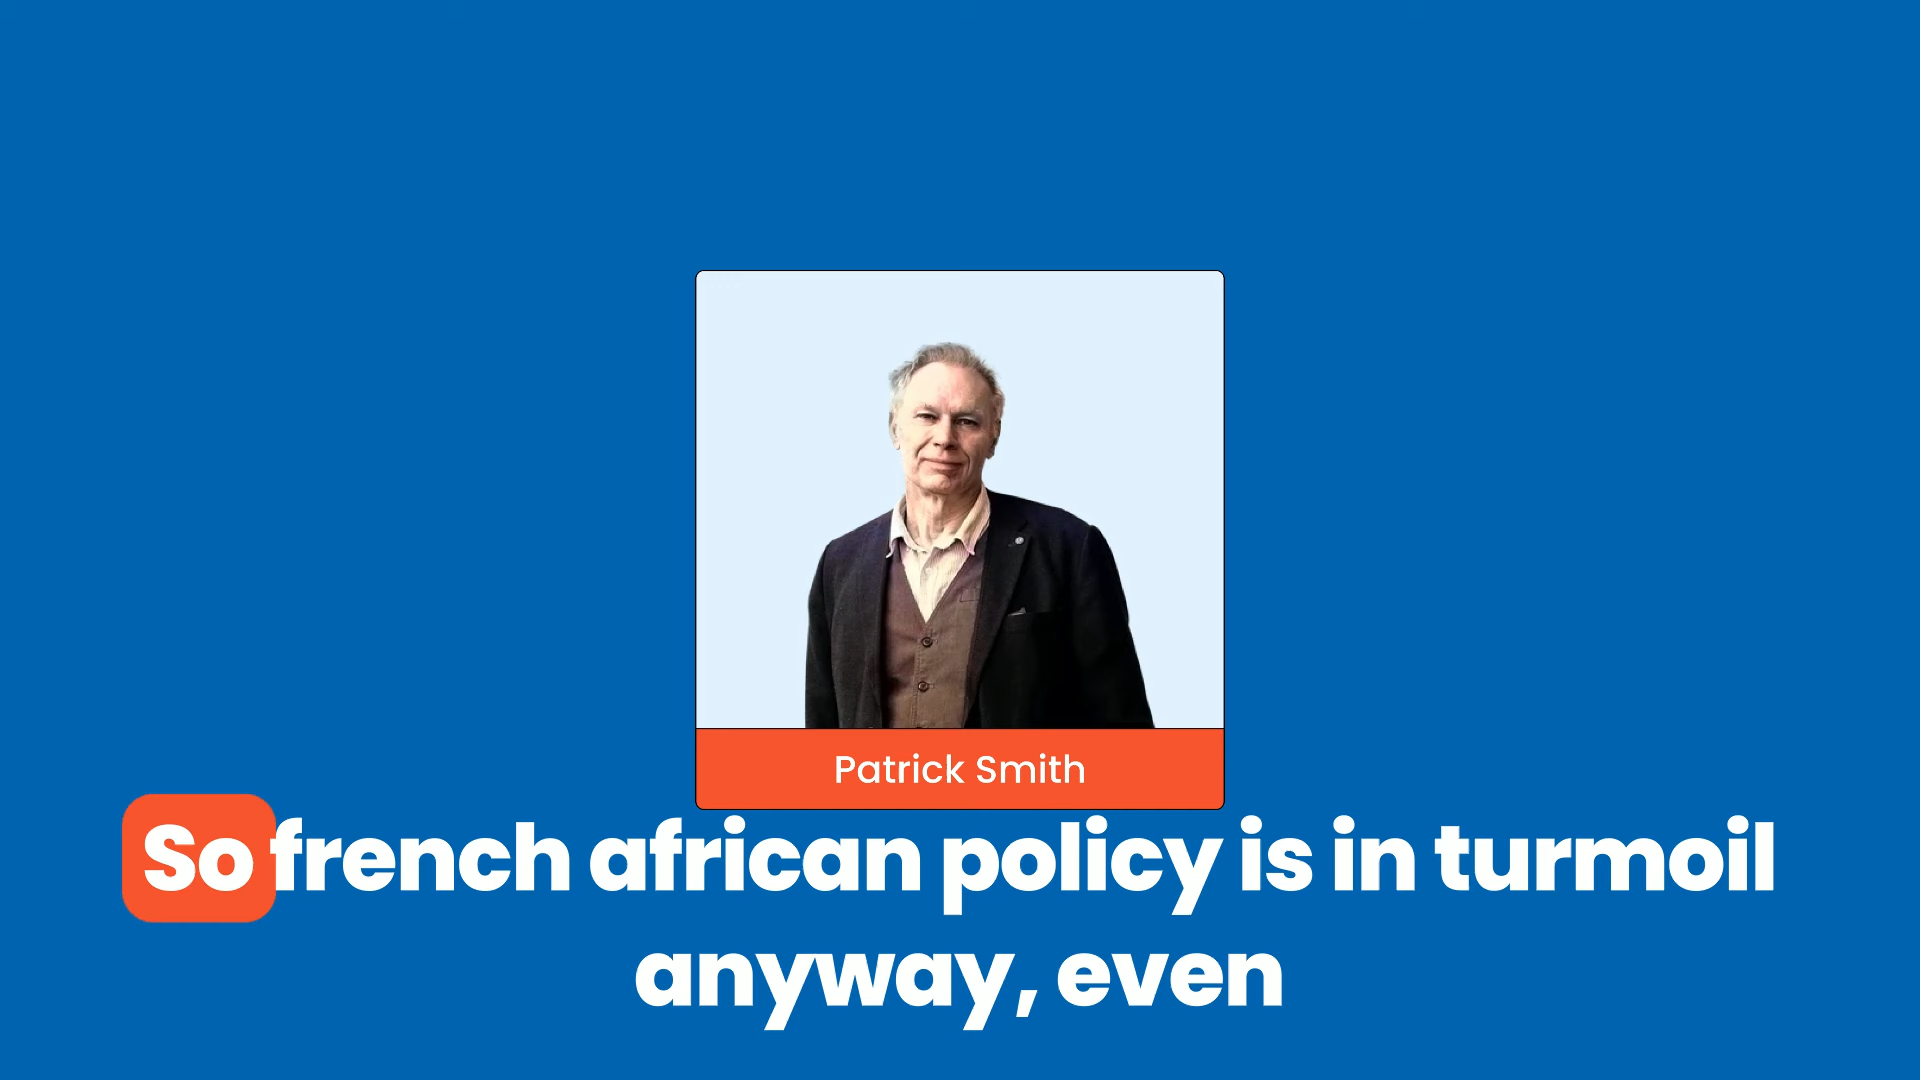 Patrick Smith
So french african policy is in turmoil
anyway, even